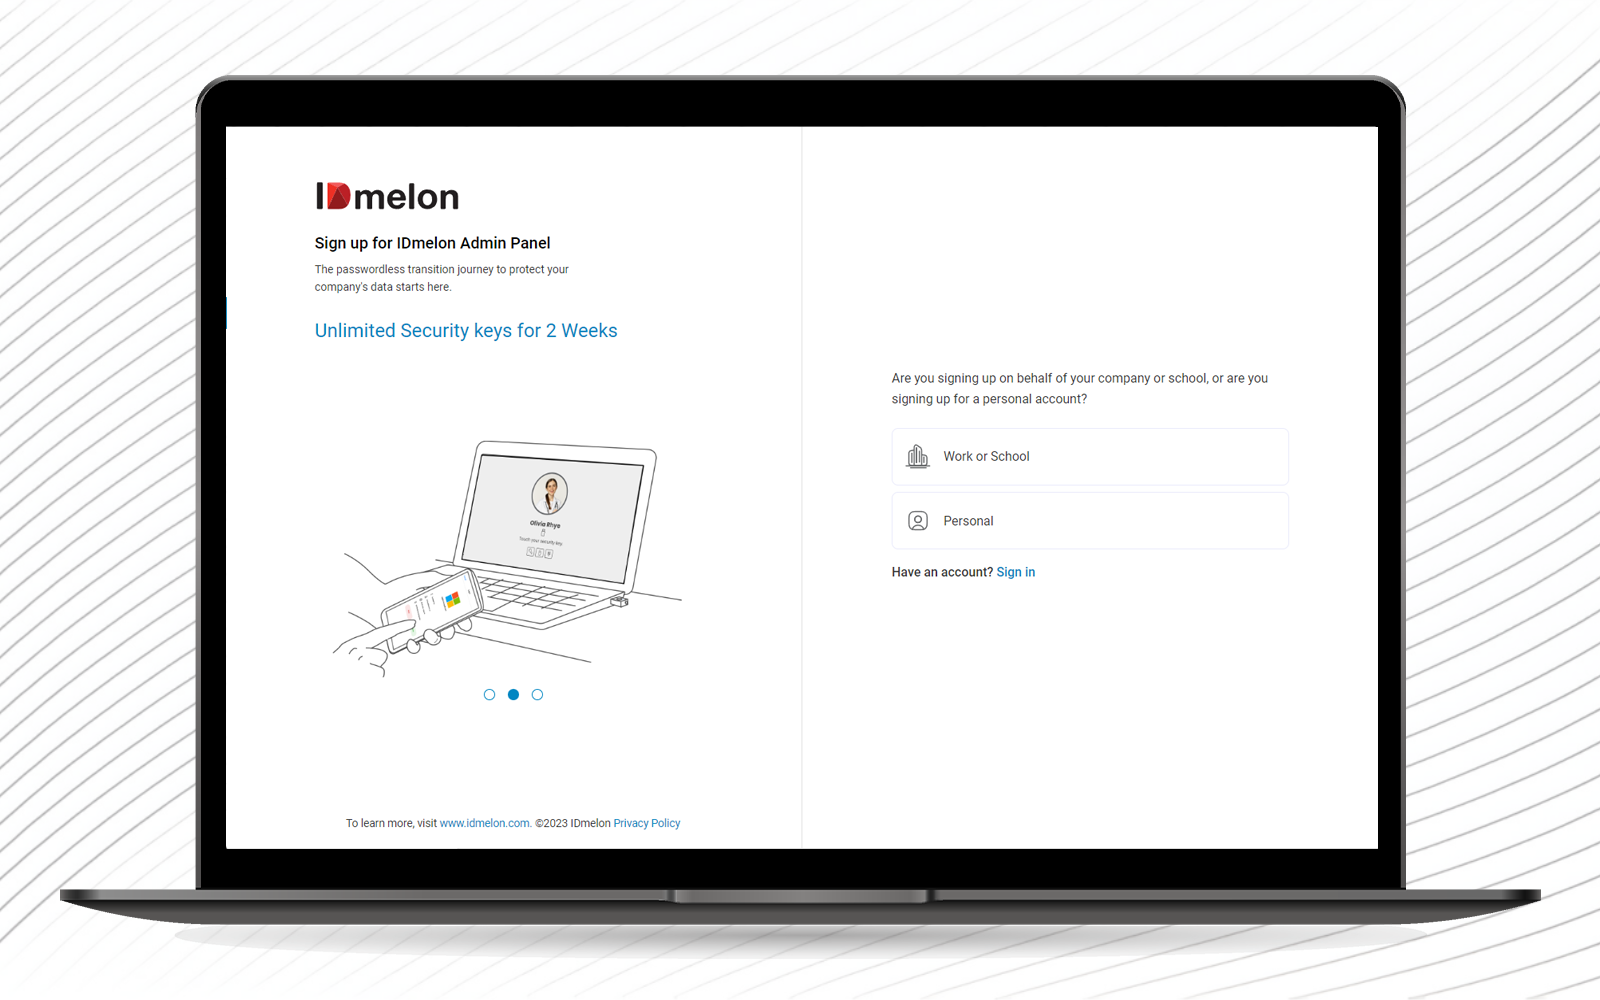 IDmelon
Sign up for IDmelon Admin Panel
The passwordless transition journey to protect your
company's data starts here.
Unlimited Security keys for 2 Weeks
Olivia Rhye
Touch your security key
To learn more, visit www.idmelon.com. ©2023 IDmelon Privacy Policy
Are you signing up on behalf of your company or school, or are you
signing up for a personal account?
Work or School
Personal
Have an account? Sign in